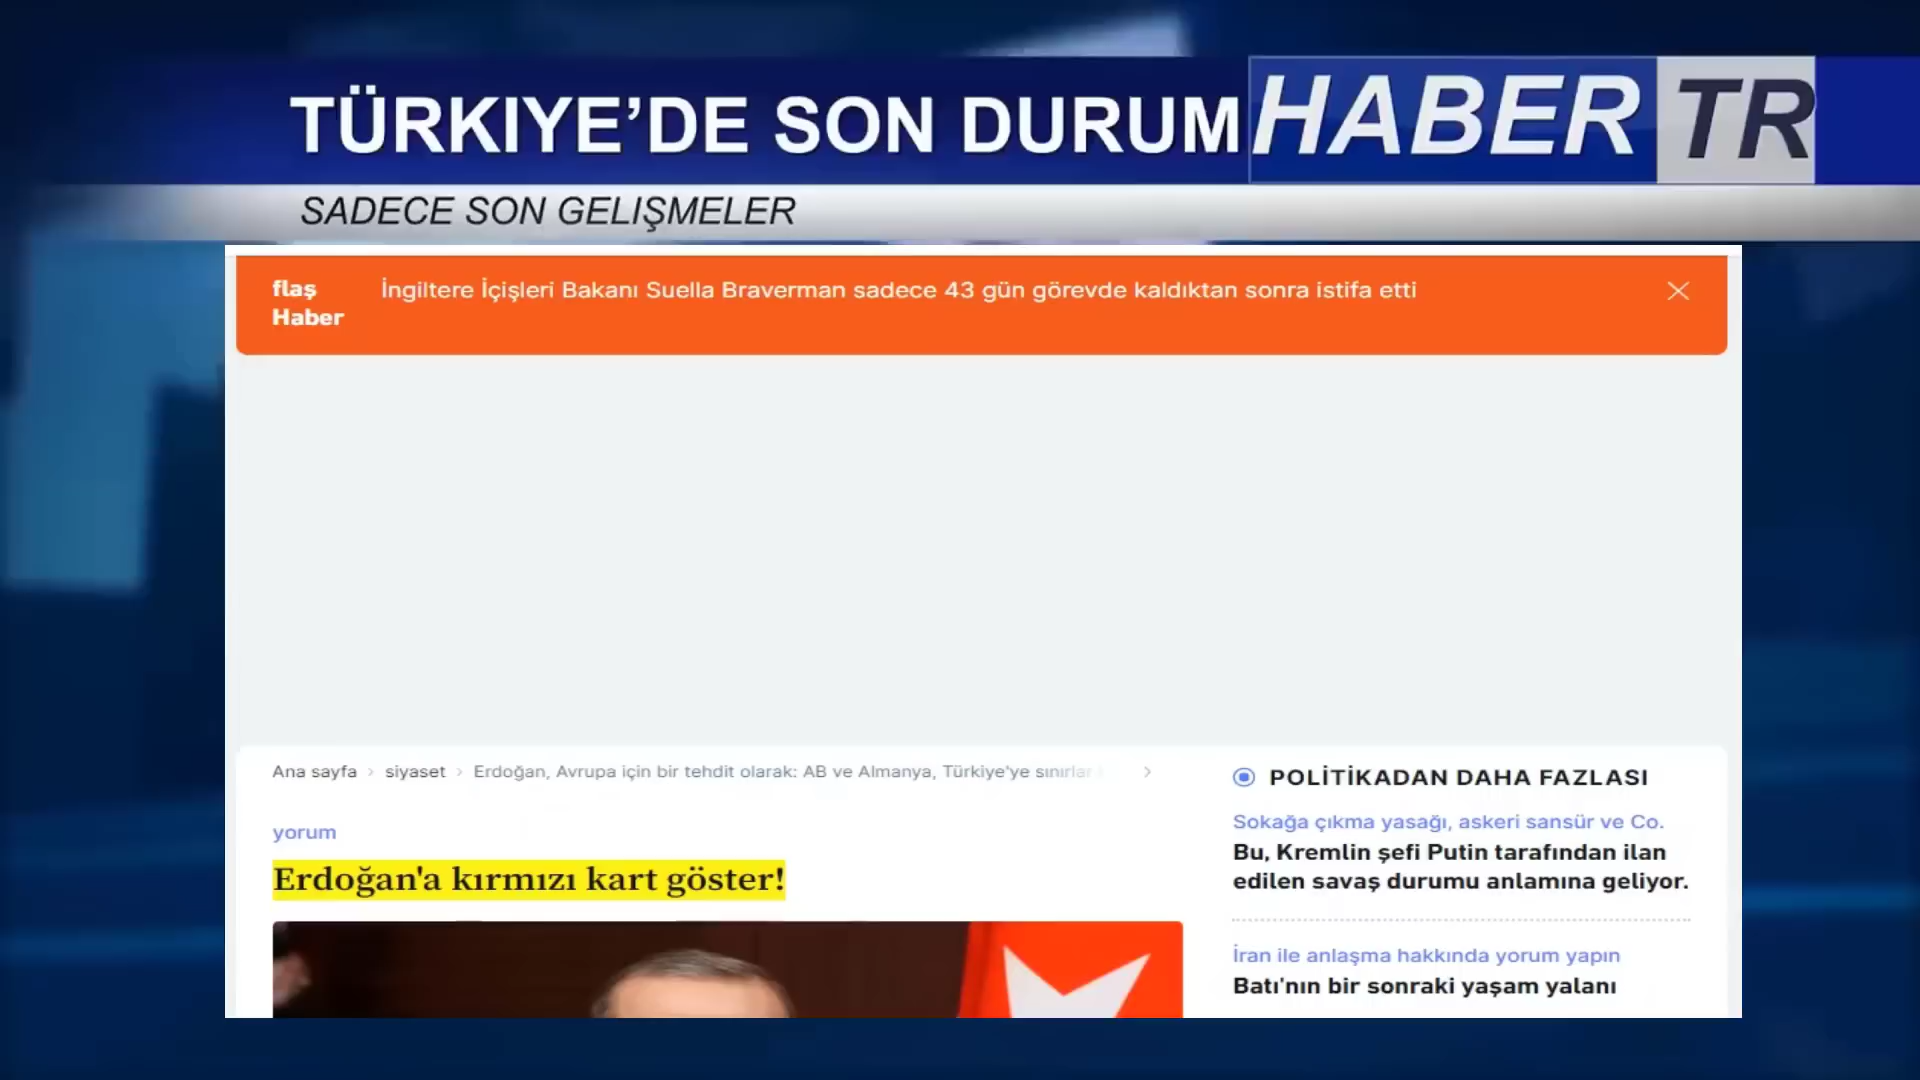 TÜRKIYE’DE SON DURUM
HABER TR
SADECE SON GELIŞMELER
flaş
Haber
İngiltere İçişleri Bakanı Suella Braverman sadece 43 gün görevde kaldıktan sonra istifa etti
Ana sayfa > siyaset > Erdoğan, Avrupa için bir tehdit olarak: AB ve Almanya, Türkiye'ye sınırlar
yorum
Erdoğan'a kırmızı kart göster!
POLİTİKADAN DAHA FAZLASI
Sokağa çıkma yasağı, askeri sansür ve Co.
Bu, Kremlin şefi Putin tarafından ilan
edilen savaş durumu anlamına geliyor.
İran ile anlaşma hakkında yorum yapın
Batı'nın bir sonraki yaşam yalanı